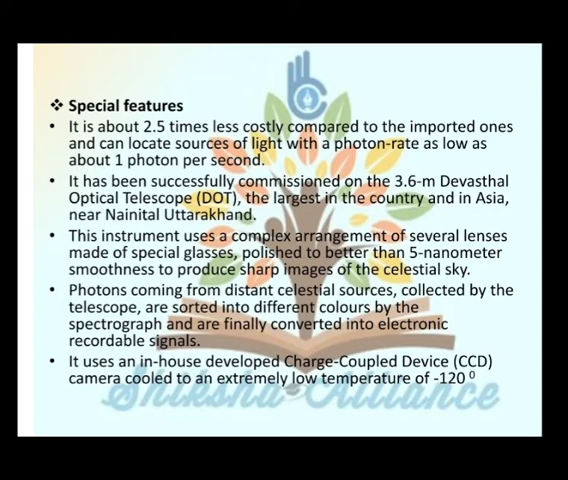 ❖ Special features
• It is about 2.5 times less costly compared to the imported ones
and can locate sources of light with a photon-rate as low as
about 1 photon per second.
• It has been successfully commissioned on the 3.6-m Devasthal
Optical Telescope (DOT), the largest in the country and in Asia,
near Nainital Uttarakhand.
• This instrument uses a complex arrangement of several lenses
made of special glasses, polished to better than 5-nanometer
smoothness to produce sharp images of the celestial sky.
• Photons coming from distant celestial sources, collected by the
telescope, are sorted into different colours by the
spectrograph and are finally converted into electronic
recordable signals.
• It uses an in-house developed Charge-Coupled Device (CCD)
camera cooled to an extremely low temperature of -120 ⁰
Shiksha Alliance